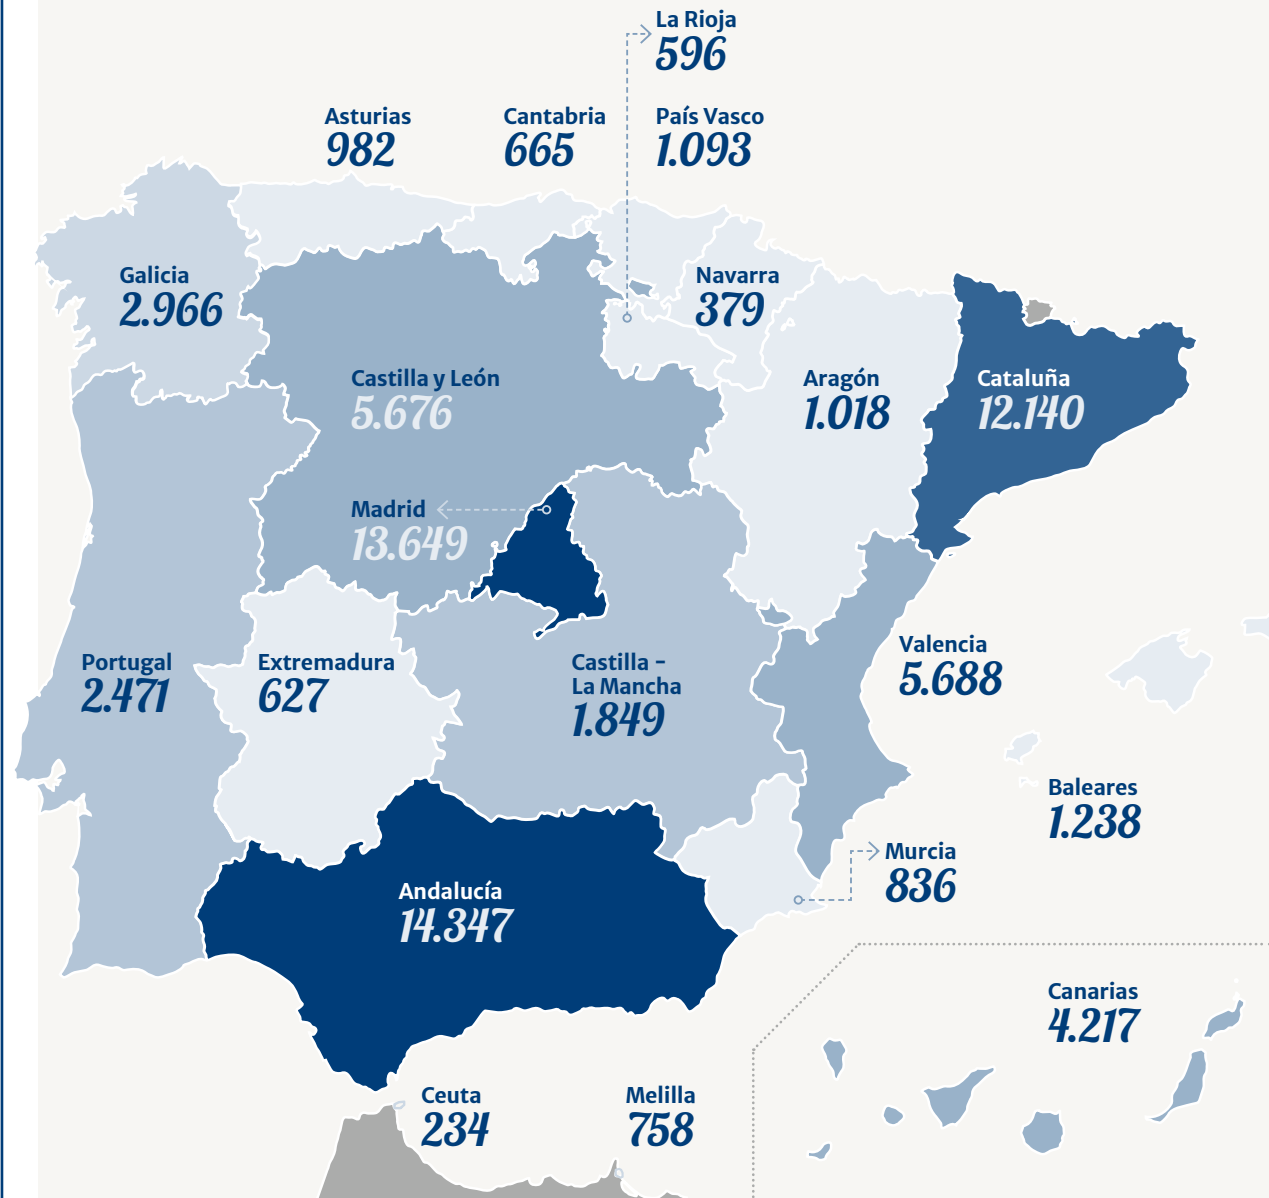 La Rioja
596
Asturias
982
Cantabria
665
País Vasco
1.093
Galicia
2.966
Navarra
379
Castilla y León
5.676
Aragón
1.018
Cataluña
12.140
Madrid
13.649
Portugal
2.471
Extremadura
627
Castilla –
La Mancha
1.849
Valencia
5.688
Baleares
1.238
Murcia
836
Andalucía
14.347
Canarias
4.217
Ceuta
234
Melilla
758